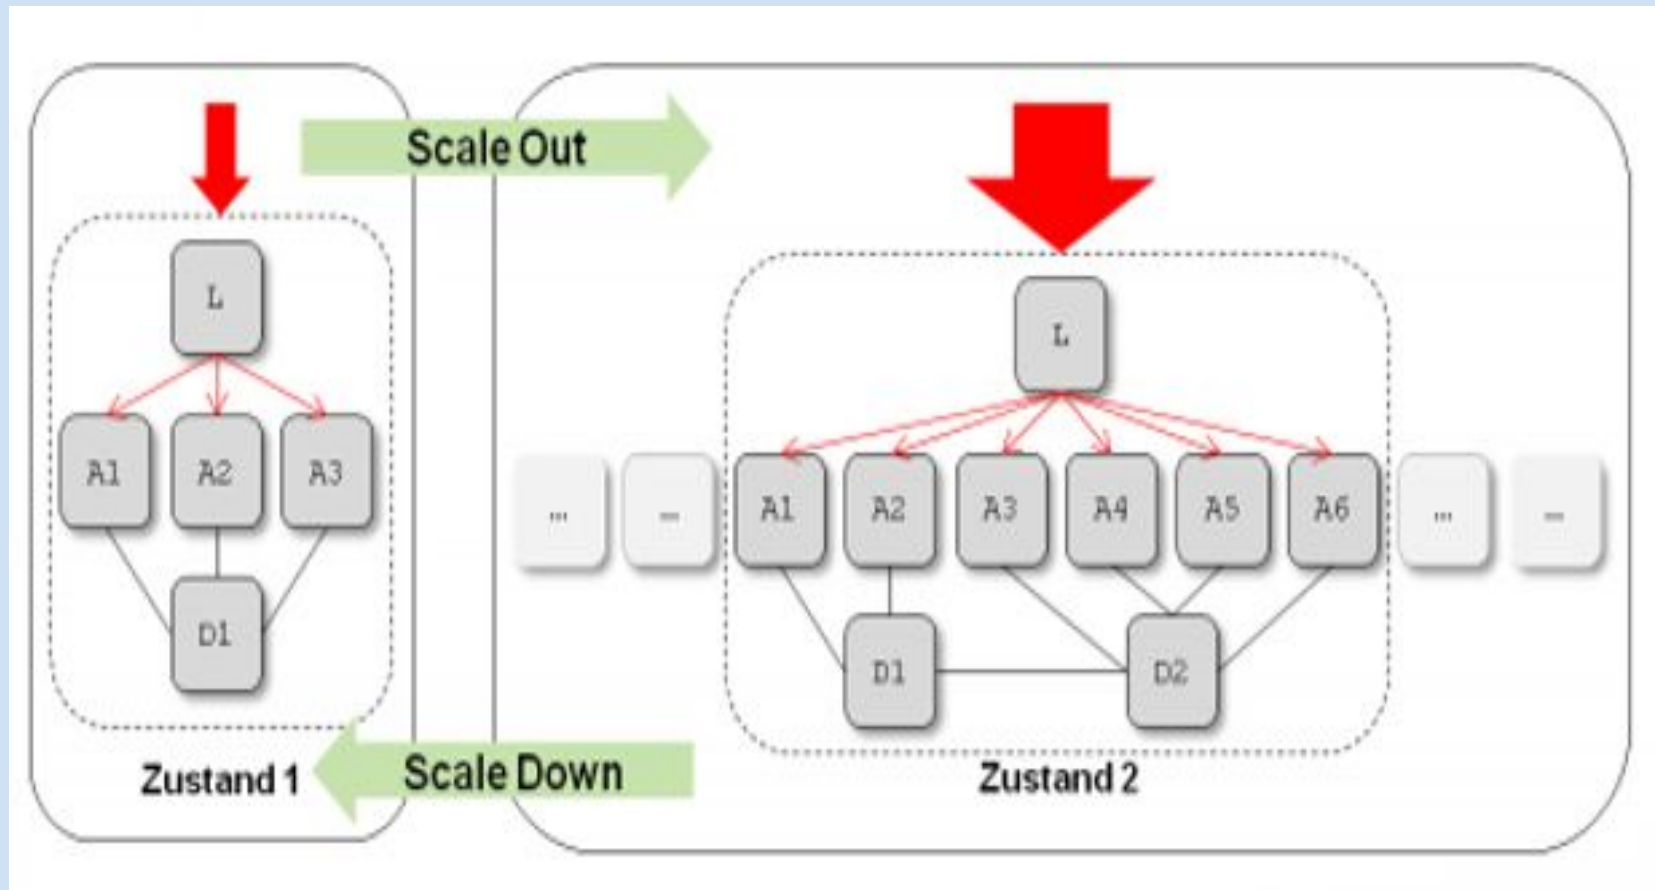 Scale Out
L
A1 A2 A3
D1
Zustand 1
Scale Down
L
... ... A1 A2 A3 A4 A5 A6 ... ...
D1 D2
Zustand 2